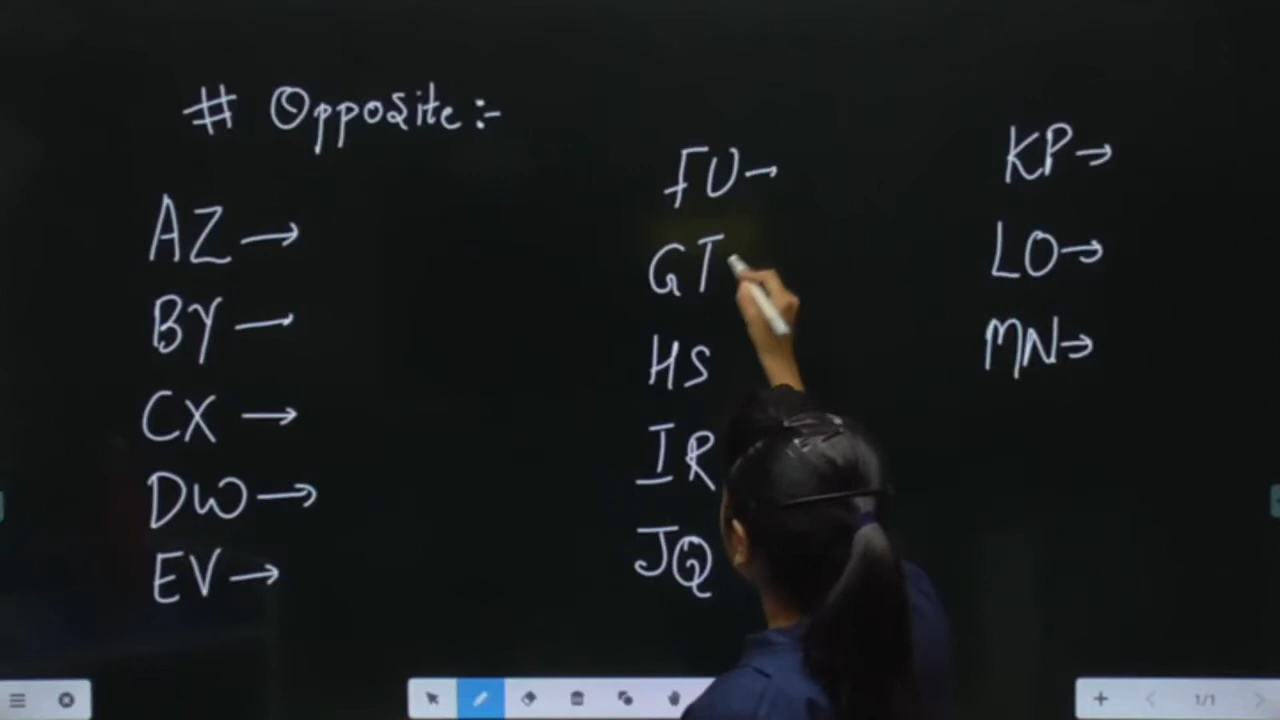 # Opposite:-
AZ →
BY →
CX →
DW →
EV →
FU →
GT
HS
IR
JQ
KP →
LO →
MN →
1/1